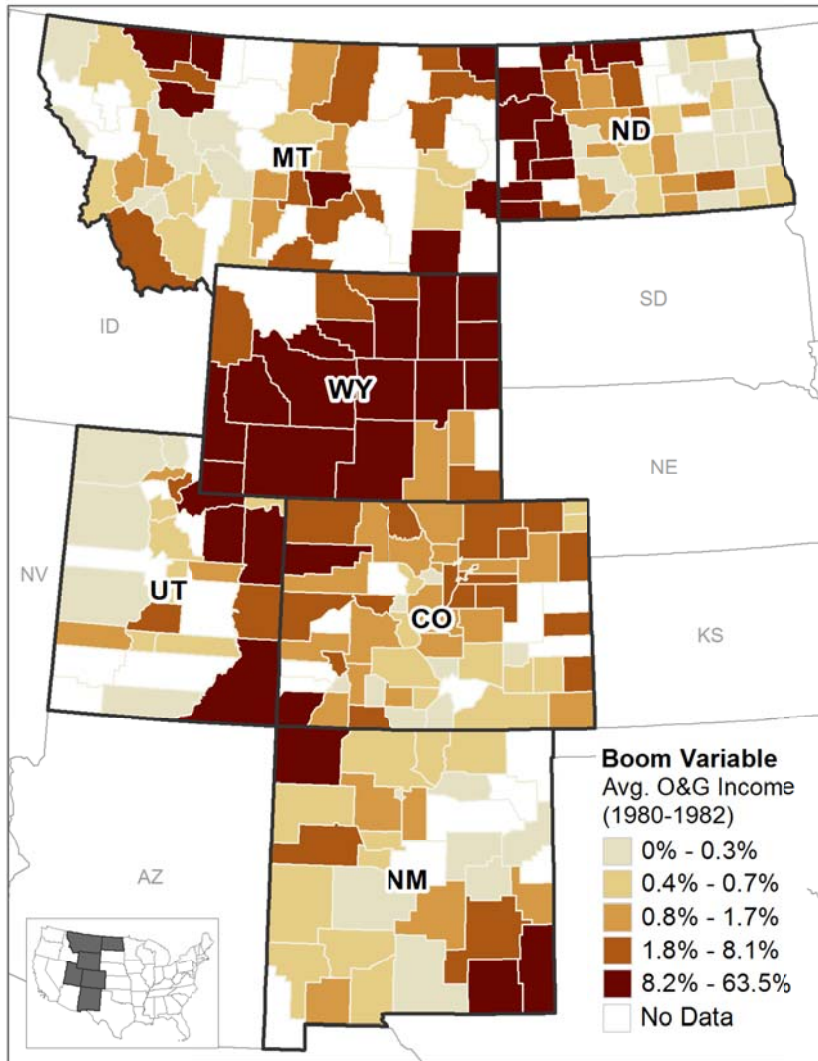 MT
ND
ID
SD
WY
NE
NV
UT
CO
KS
AZ
NM
Boom Variable
Avg. O&G Income
(1980-1982)
0% - 0.3%
0.4% - 0.7%
0.8% - 1.7%
1.8% - 8.1%
8.2% - 63.5%
No Data